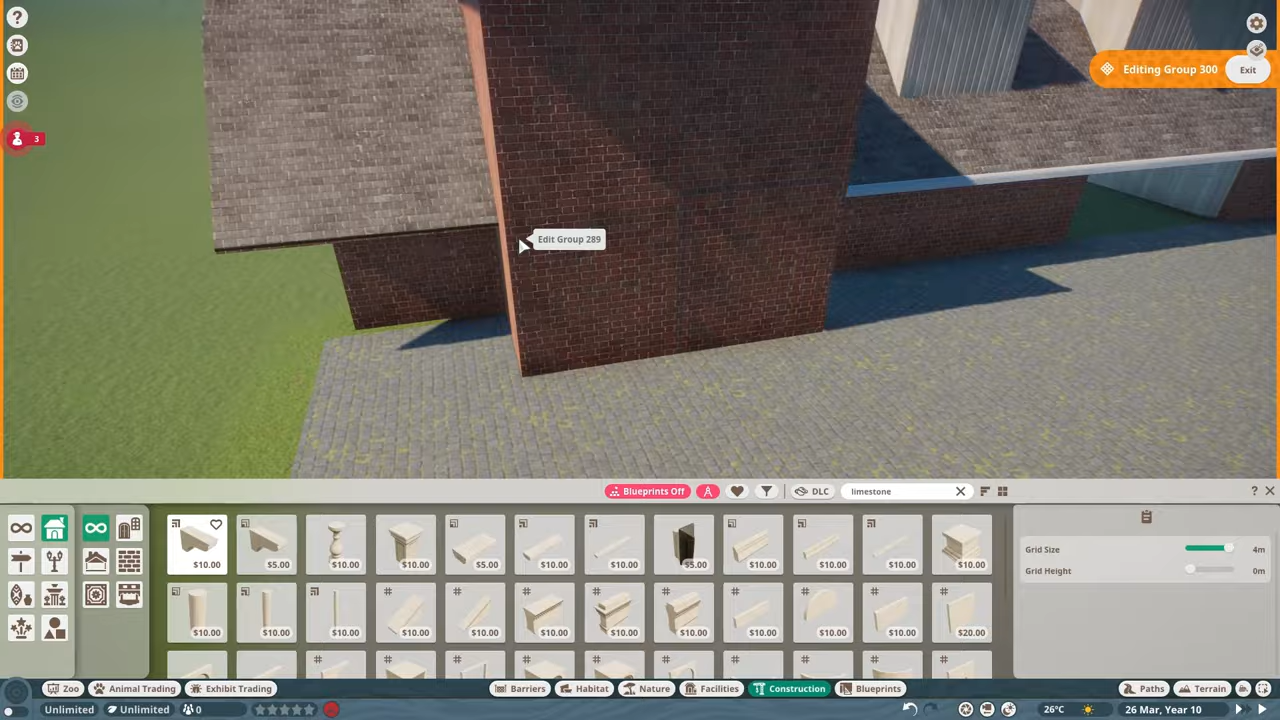 ?
Editing Group 300
Exit
3
Edit Group 289
Blueprints Off
DLC
limestone
?
$10.00
$5.00
$10.00
$10.00
$5.00
$10.00
$10.00
$5.00
$10.00
$10.00
$10.00
$10.00
Grid Size
4m
Grid Height
0m
$10.00
$10.00
$10.00
$10.00
$10.00
$10.00
$10.00
$10.00
$10.00
$10.00
$10.00
$20.00
Zoo
Animal Trading
Exhibit Trading
Barriers
Habitat
Nature
Facilities
Construction
Blueprints
Paths
Terrain
Unlimited
Unlimited
0
26°C
26 Mar, Year 10